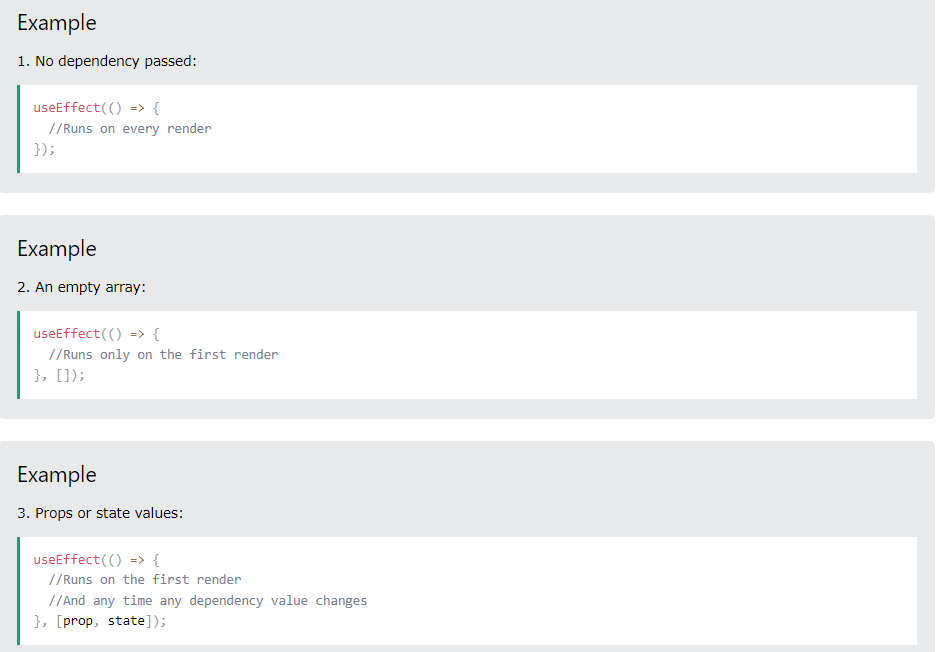 Example
1. No dependency passed:
useEffect(() => {
  //Runs on every render
});
Example
2. An empty array:
useEffect(() => {
  //Runs only on the first render
}, []);
Example
3. Props or state values:
useEffect(() => {
  //Runs on the first render
  //And any time any dependency value changes
}, [prop, state]);